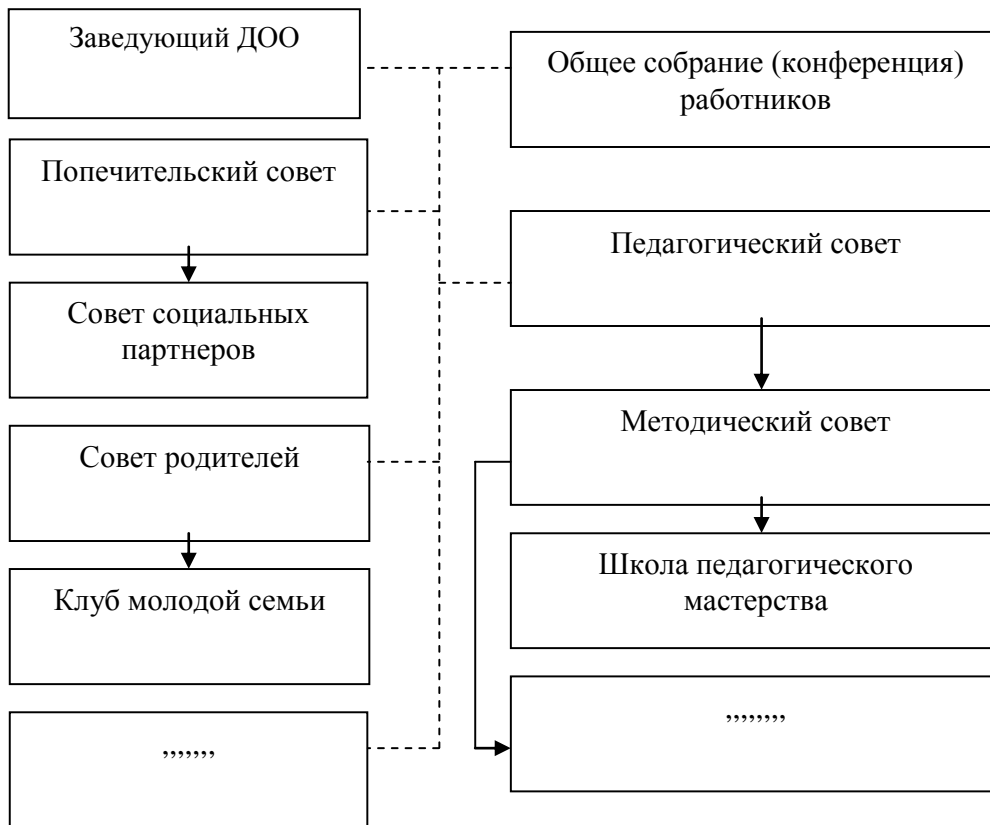 Заведующий ДОО
Общее собрание (конференция)
работников
Попечительский совет
Педагогический совет
Совет социальных
партнеров
Методический совет
Совет родителей
Школа педагогического
мастерства
Клуб молодой семьи
,,,,,,,,
,,,,,,,